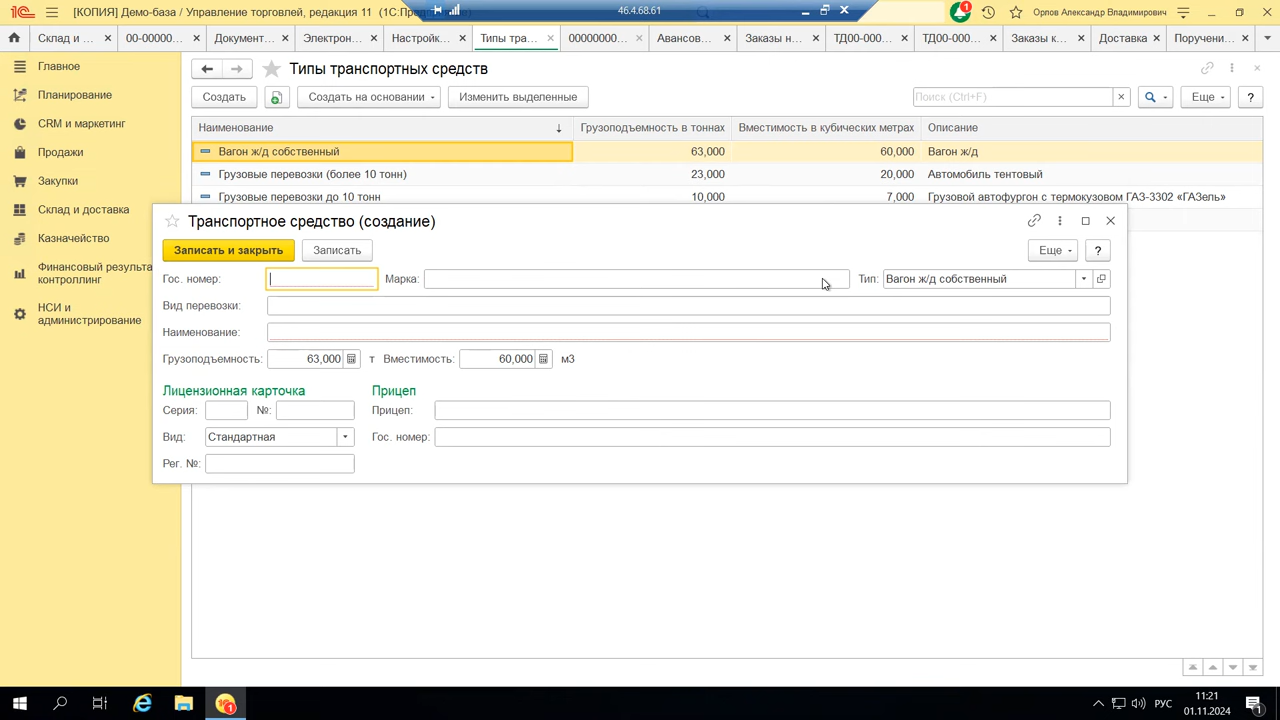 [КОПИЯ] Демо-база / Управление торговлей, редакция 11 (1С:Пред
46.4.68.61
1
Орлов Александр Владимирович
Склад и ...
00-00000...
Документ...
Электрон...
Настройк...
Типы тра...
00000000...
Авансов...
Заказы н...
ТД00-000...
ТД00-000...
Заказы к...
Доставка
Поручени...
Главное
Планирование
CRM и маркетинг
Продажи
Закупки
Склад и доставка
Казначейство
Финансовый результа
контроллинг
НСИ и
администрирование
Типы транспортных средств
Создать
Создать на основании
Изменить выделенные
Поиск (Ctrl+F)
Еще
?
Наименование
Грузоподъемность в тоннах
Вместимость в кубических метрах
Описание
Вагон ж/д собственный
63,000
60,000
Вагон ж/д
Грузовые перевозки (более 10 тонн)
23,000
20,000
Автомобиль тентовый
Грузовые перевозки до 10 тонн
10,000
7,000
Грузовой автофургон с термокузовом ГАЗ-3302 «ГАЗель»
Транспортное средство (создание)
Записать и закрыть
Записать
Еще
?
Гос. номер:
Марка:
Тип:
Вагон ж/д собственный
Вид перевозки:
Наименование:
Грузоподъемность:
63,000
т
Вместимость:
60,000
м3
Лицензионная карточка
Прицеп
Серия:
№:
Прицеп:
Вид:
Стандартная
Гос. номер:
Рег. №:
1
РУС
11:21
01.11.2024
1